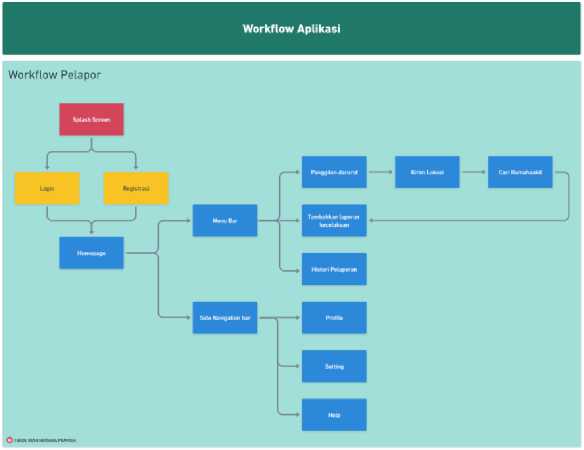 Workflow Aplikasi
Workflow Pelapor
Splash Screen
Login
Registrasi
Homepage
Menu Bar
Side Navigation bar
Panggilan darurat
Kirim Lokasi
Cari Rumahsakit
Tambahkan laporan
kecelakaan
Histori Pelaporan
Profile
Setting
Help